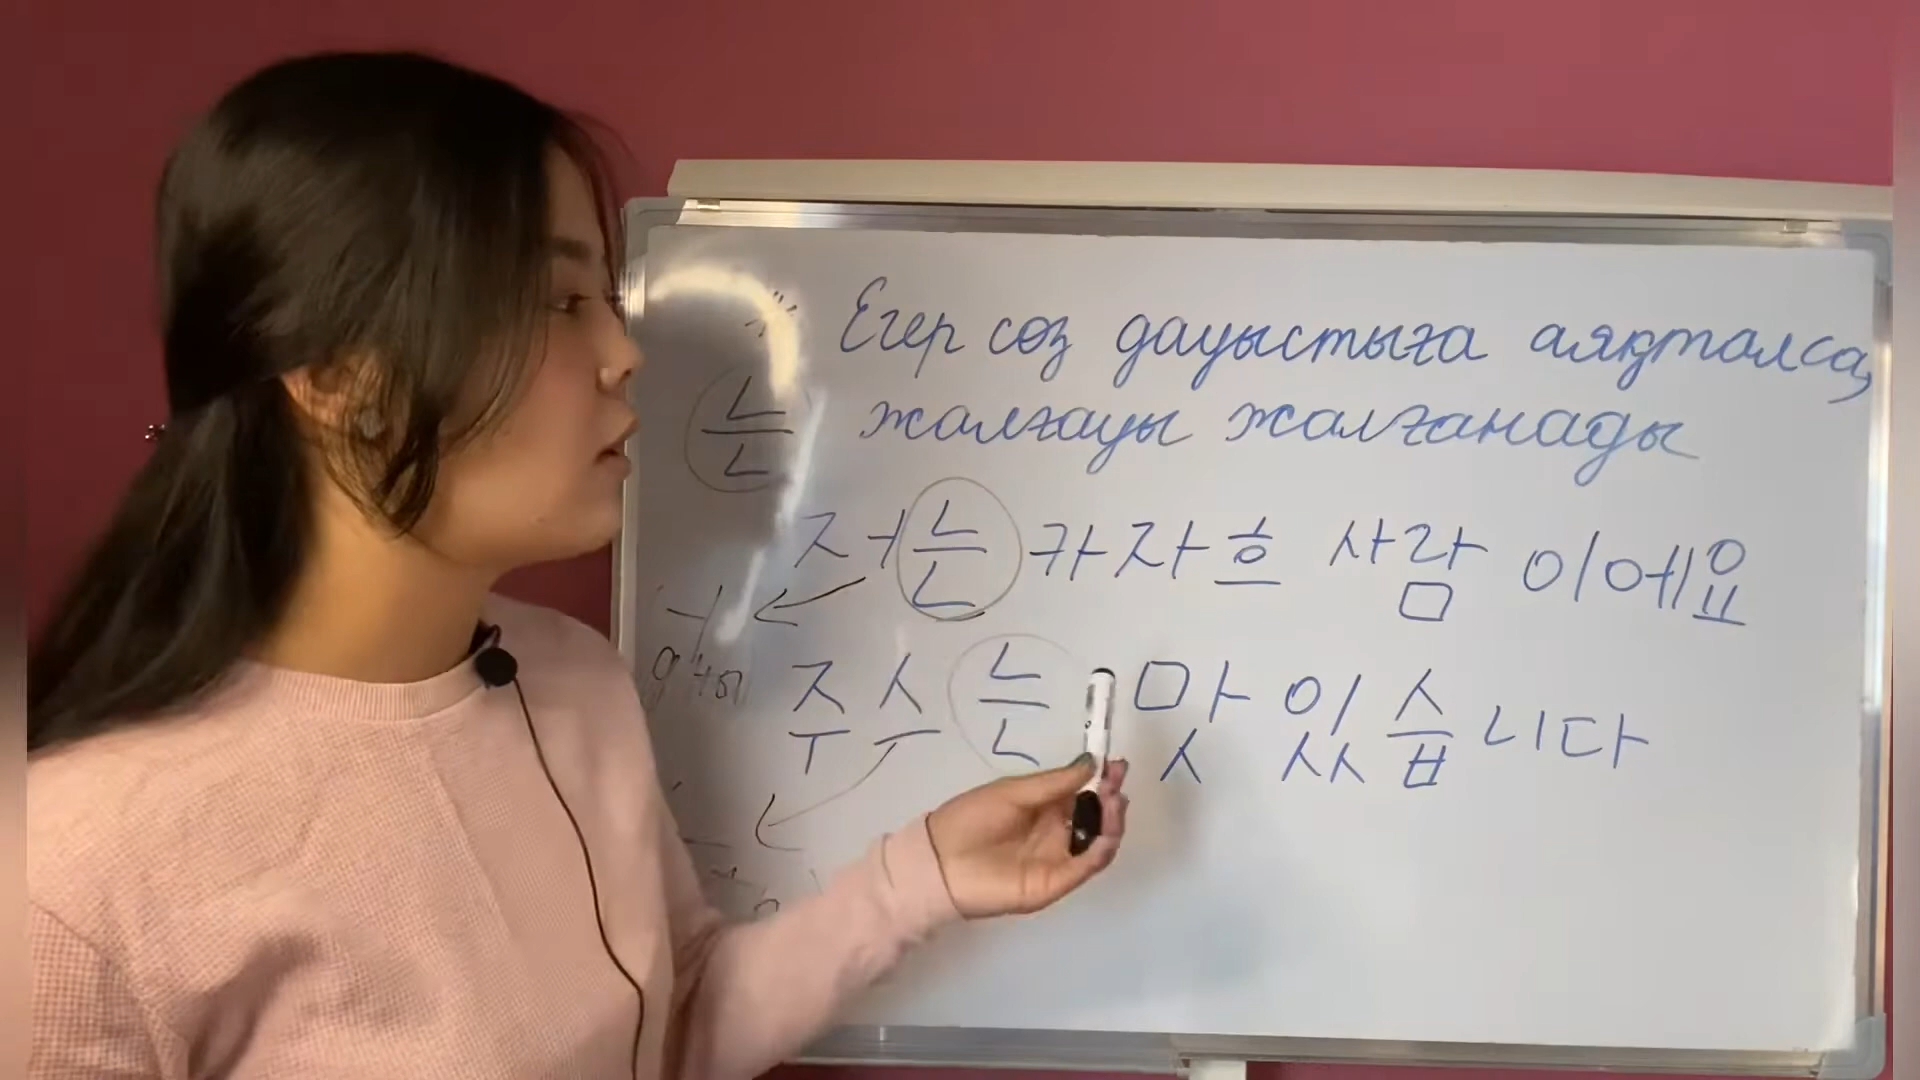 * Егер сөз дауыстыға аяқталса,
는 жалғауы жалғанады
저는 카자흐 사람 이에요
ㅓ
주스는 맛있습니다